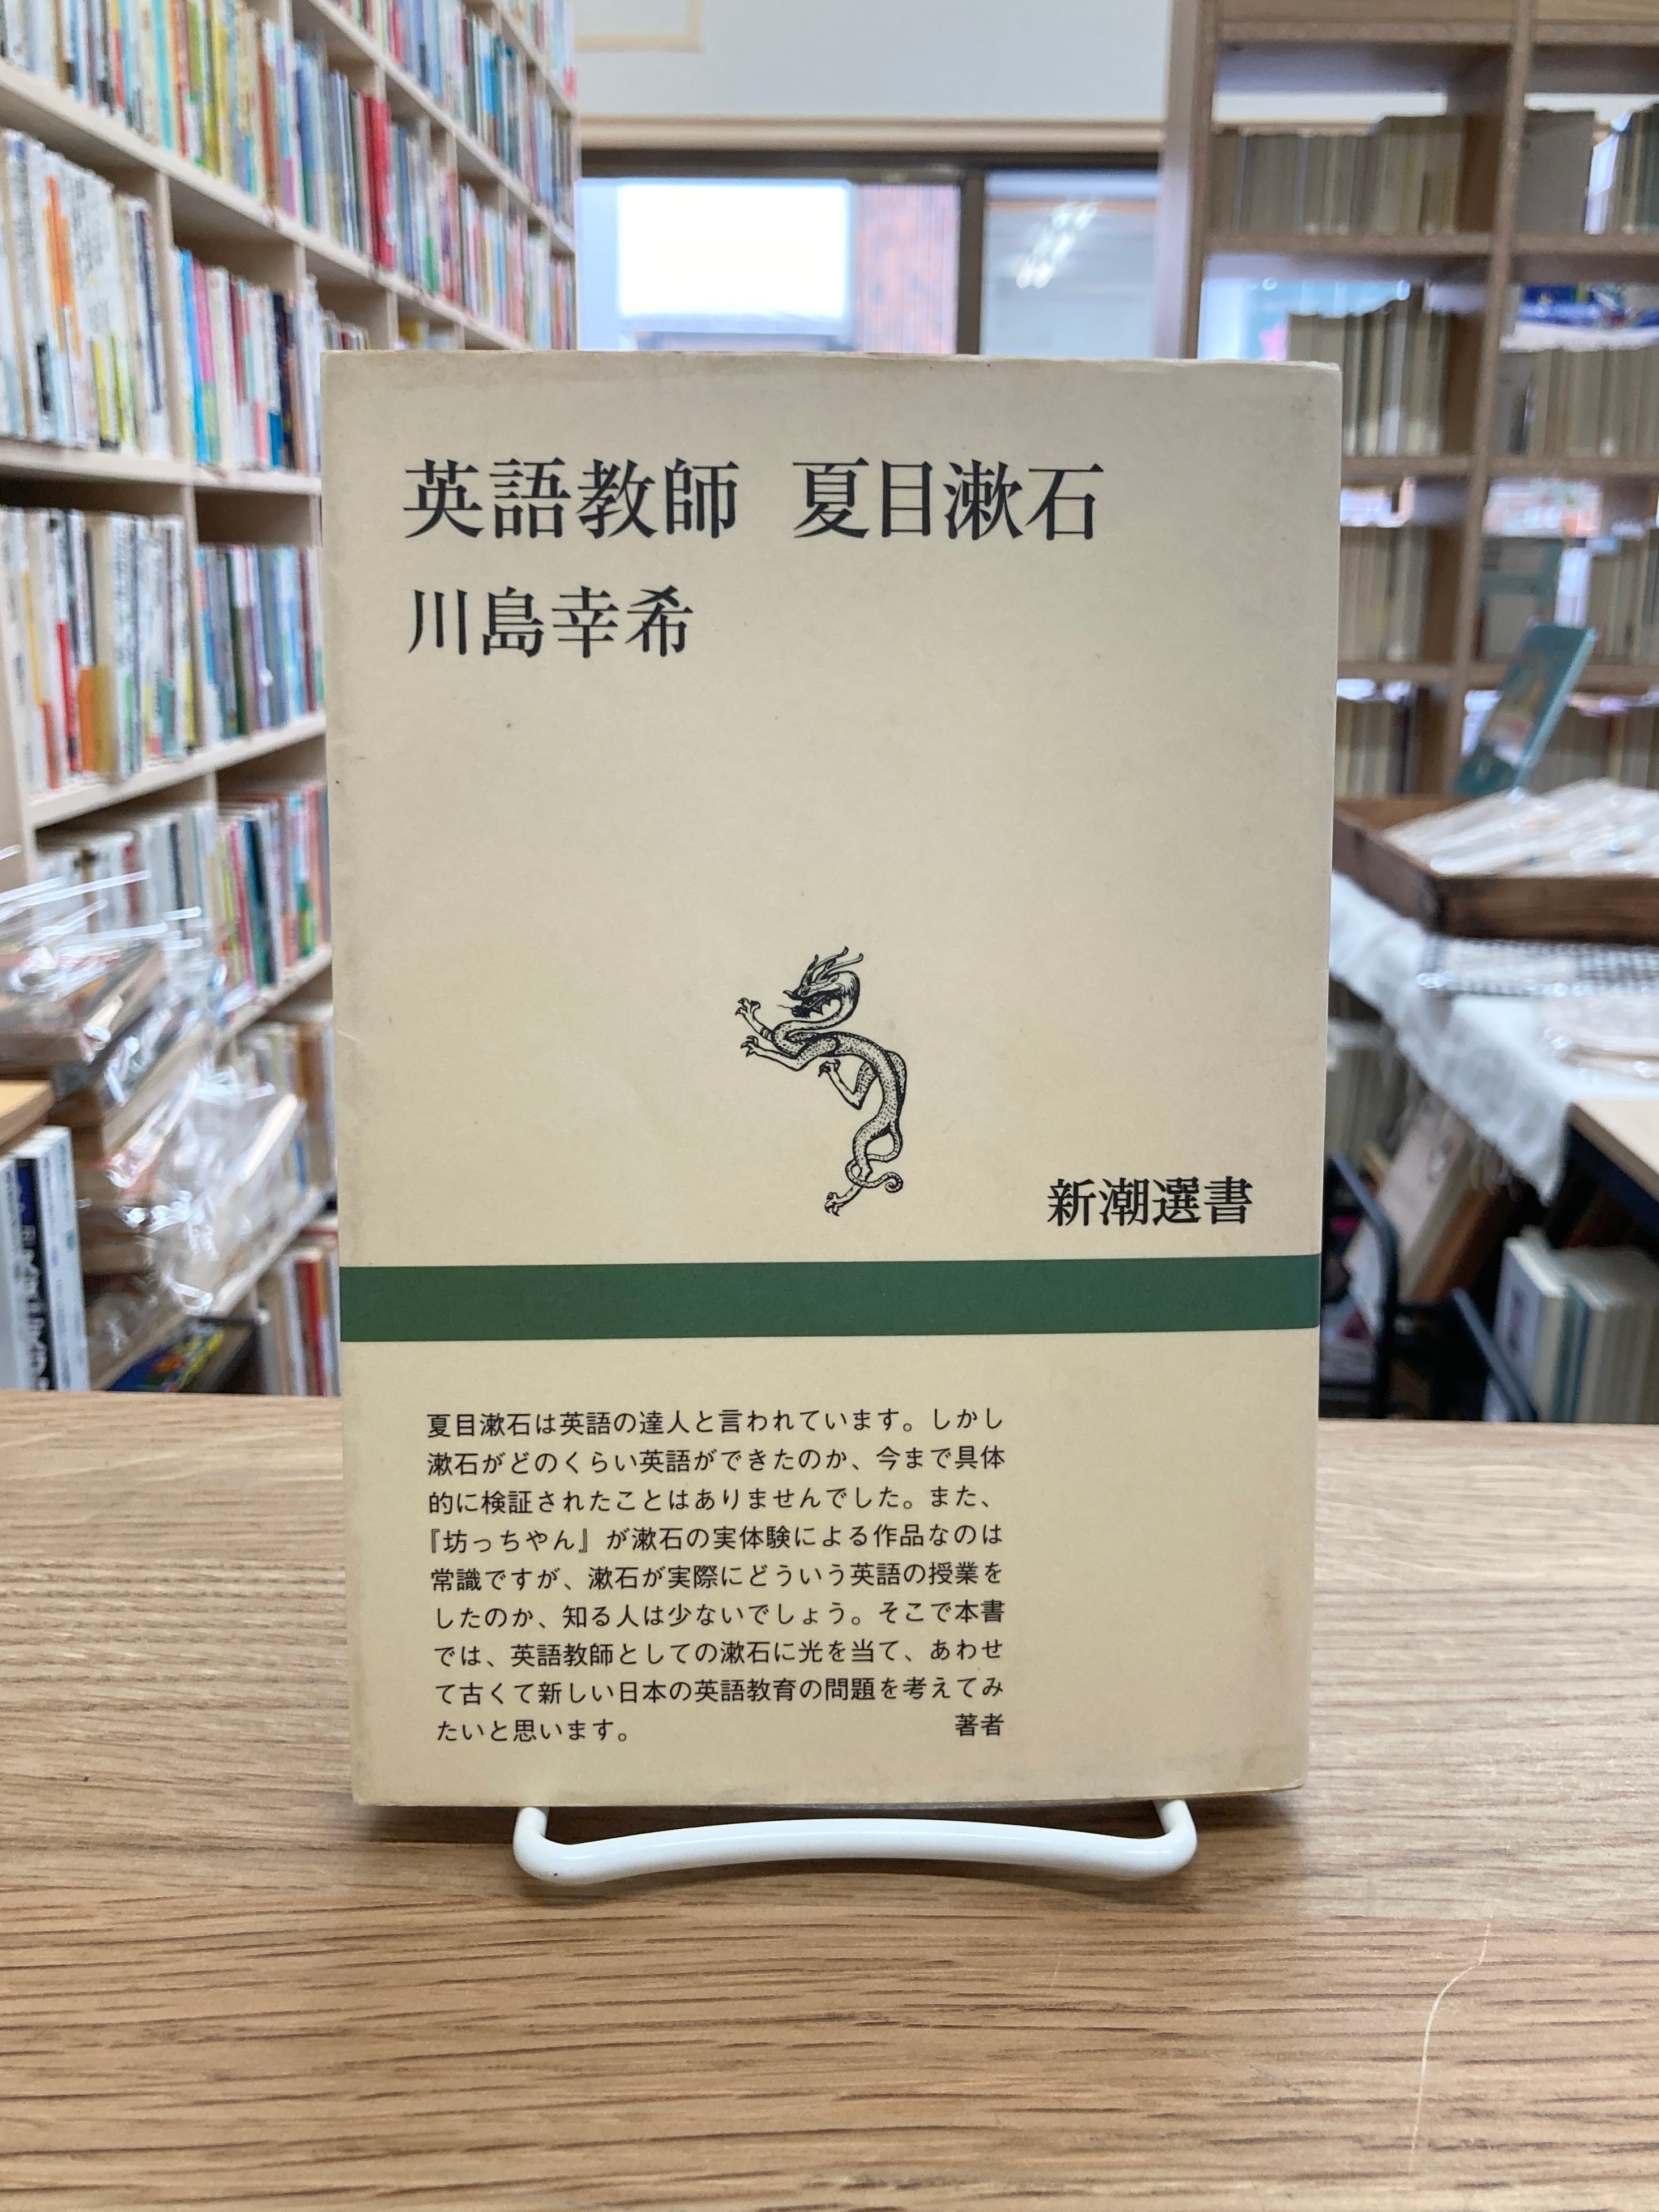 英語教師 夏目漱石
川島幸希
新潮選書
夏目漱石は英語の達人と言われています。しかし
漱石がどのくらい英語ができたのか、今まで具体
的に検証されたことはありませんでした。また、
『坊っちやん』が漱石の実体験による作品なのは
常識ですが、漱石が実際にどういう英語の授業を
したのか、知る人は少ないでしょう。そこで本書
では、英語教師としての漱石に光を当て、あわせ
て古くて新しい日本の英語教育の問題を考えてみ
たいと思います。 著者